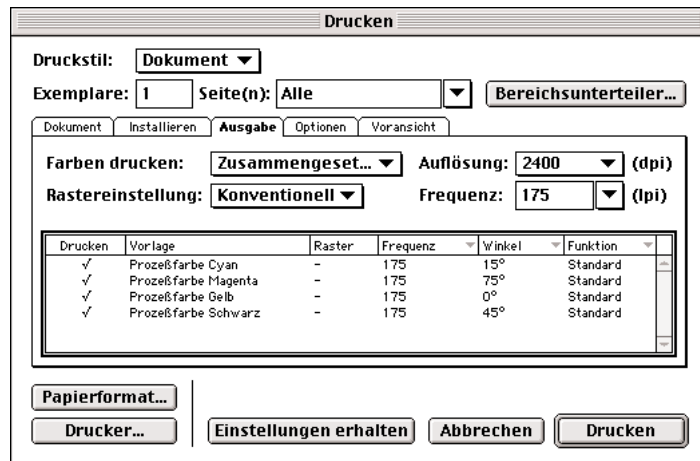 Drucken
Druckstil: Dokument
Exemplare: 1 Seite(n): Alle Bereichsunterteiler...
Dokument Installieren Ausgabe Optionen Voransicht
Farben drucken: Zusammengeset... Auflösung: 2400 (dpi)
Rastereinstellung: Konventionell Frequenz: 175 (lpi)
Drucken Vorlage Raster Frequenz Winkel Funktion
√ Prozeßfarbe Cyan - 175 15° Standard
√ Prozeßfarbe Magenta - 175 75° Standard
√ Prozeßfarbe Gelb - 175 0° Standard
√ Prozeßfarbe Schwarz - 175 45° Standard
Papierformat...
Drucker... Einstellungen erhalten Abbrechen Drucken